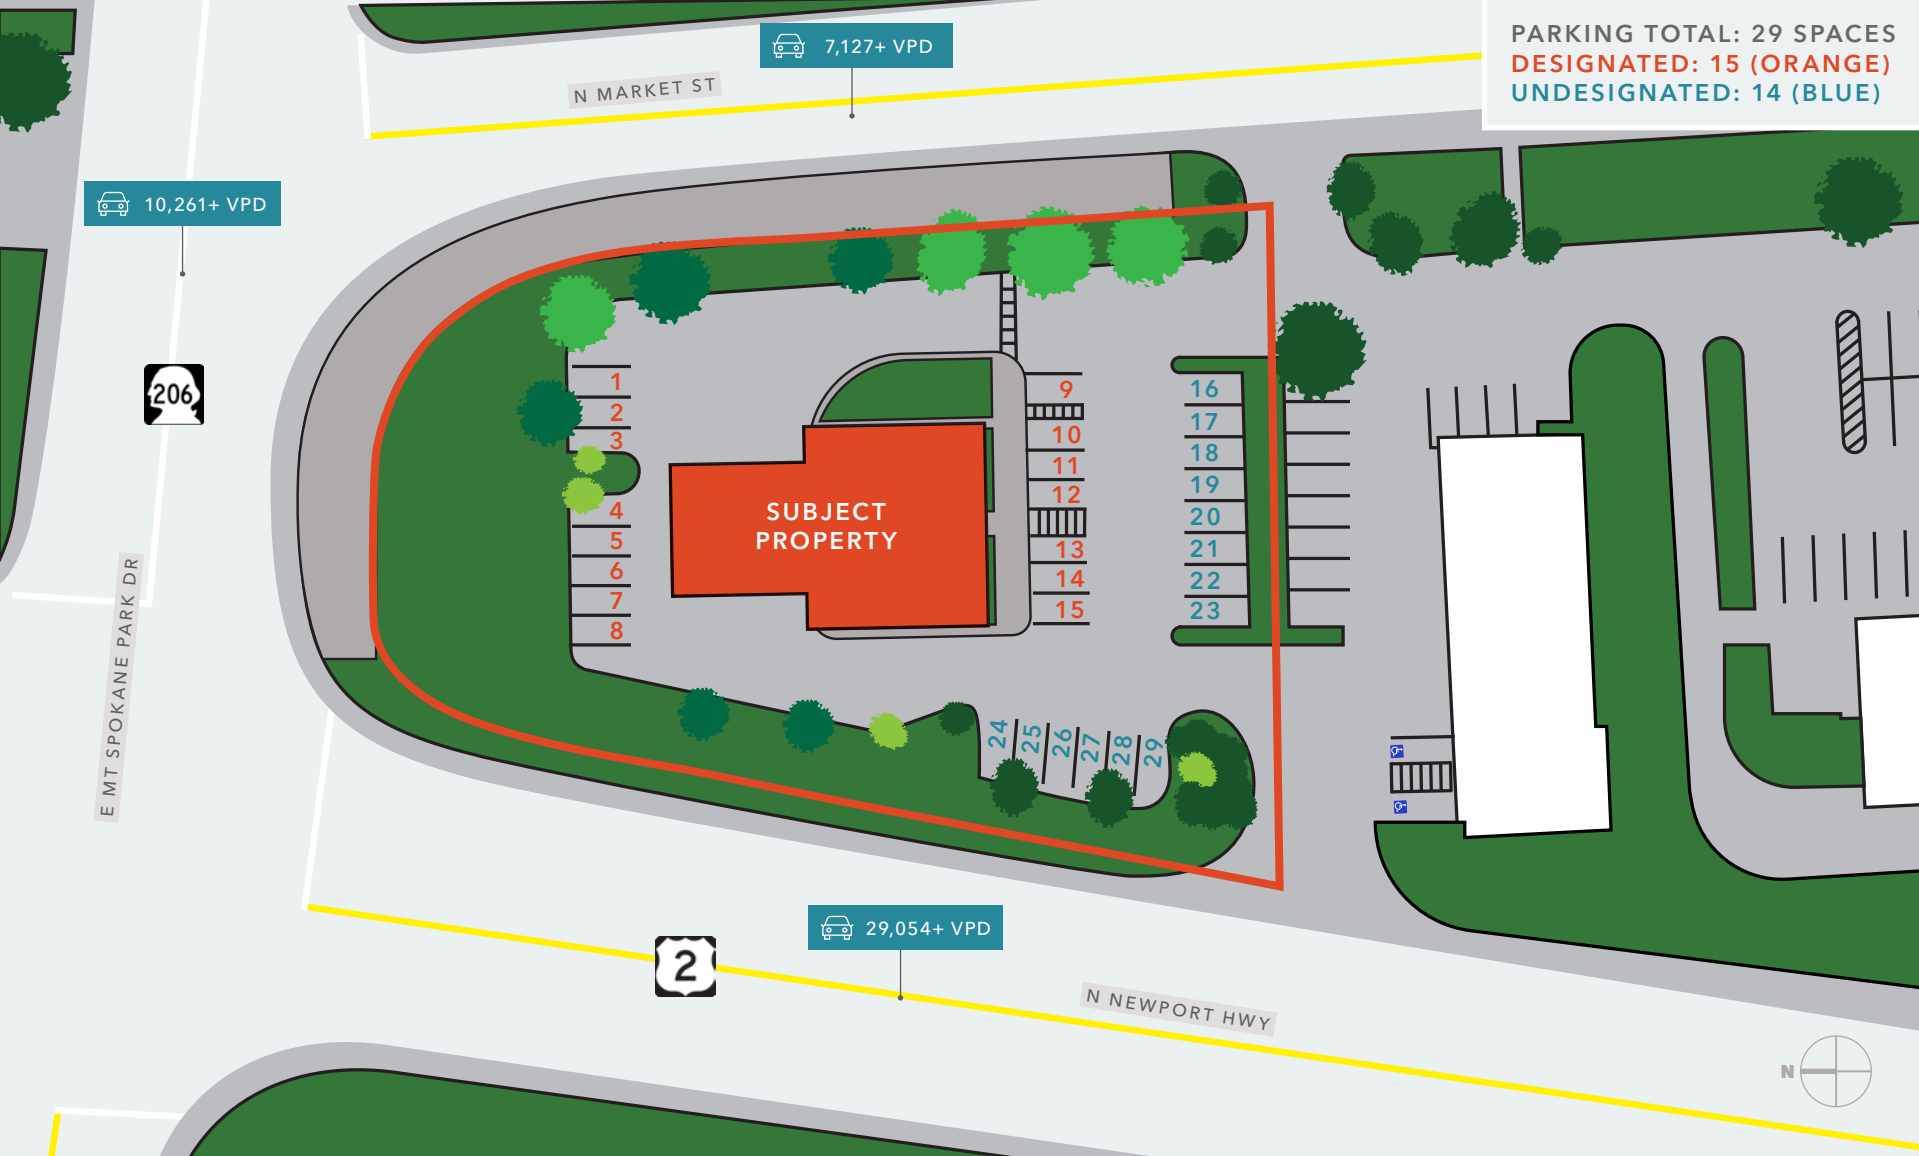 PARKING TOTAL: 29 SPACES
DESIGNATED: 15 (ORANGE)
UNDESIGNATED: 14 (BLUE)
7,127+ VPD
N MARKET ST
10,261+ VPD
206
E MT SPOKANE PARK DR
1
2
3
4
5
6
7
8
SUBJECT
PROPERTY
9
10
11
12
13
14
15
16
17
18
19
20
21
22
23
24
25
26
27
28
29
29,054+ VPD
2
N NEWPORT HWY
N